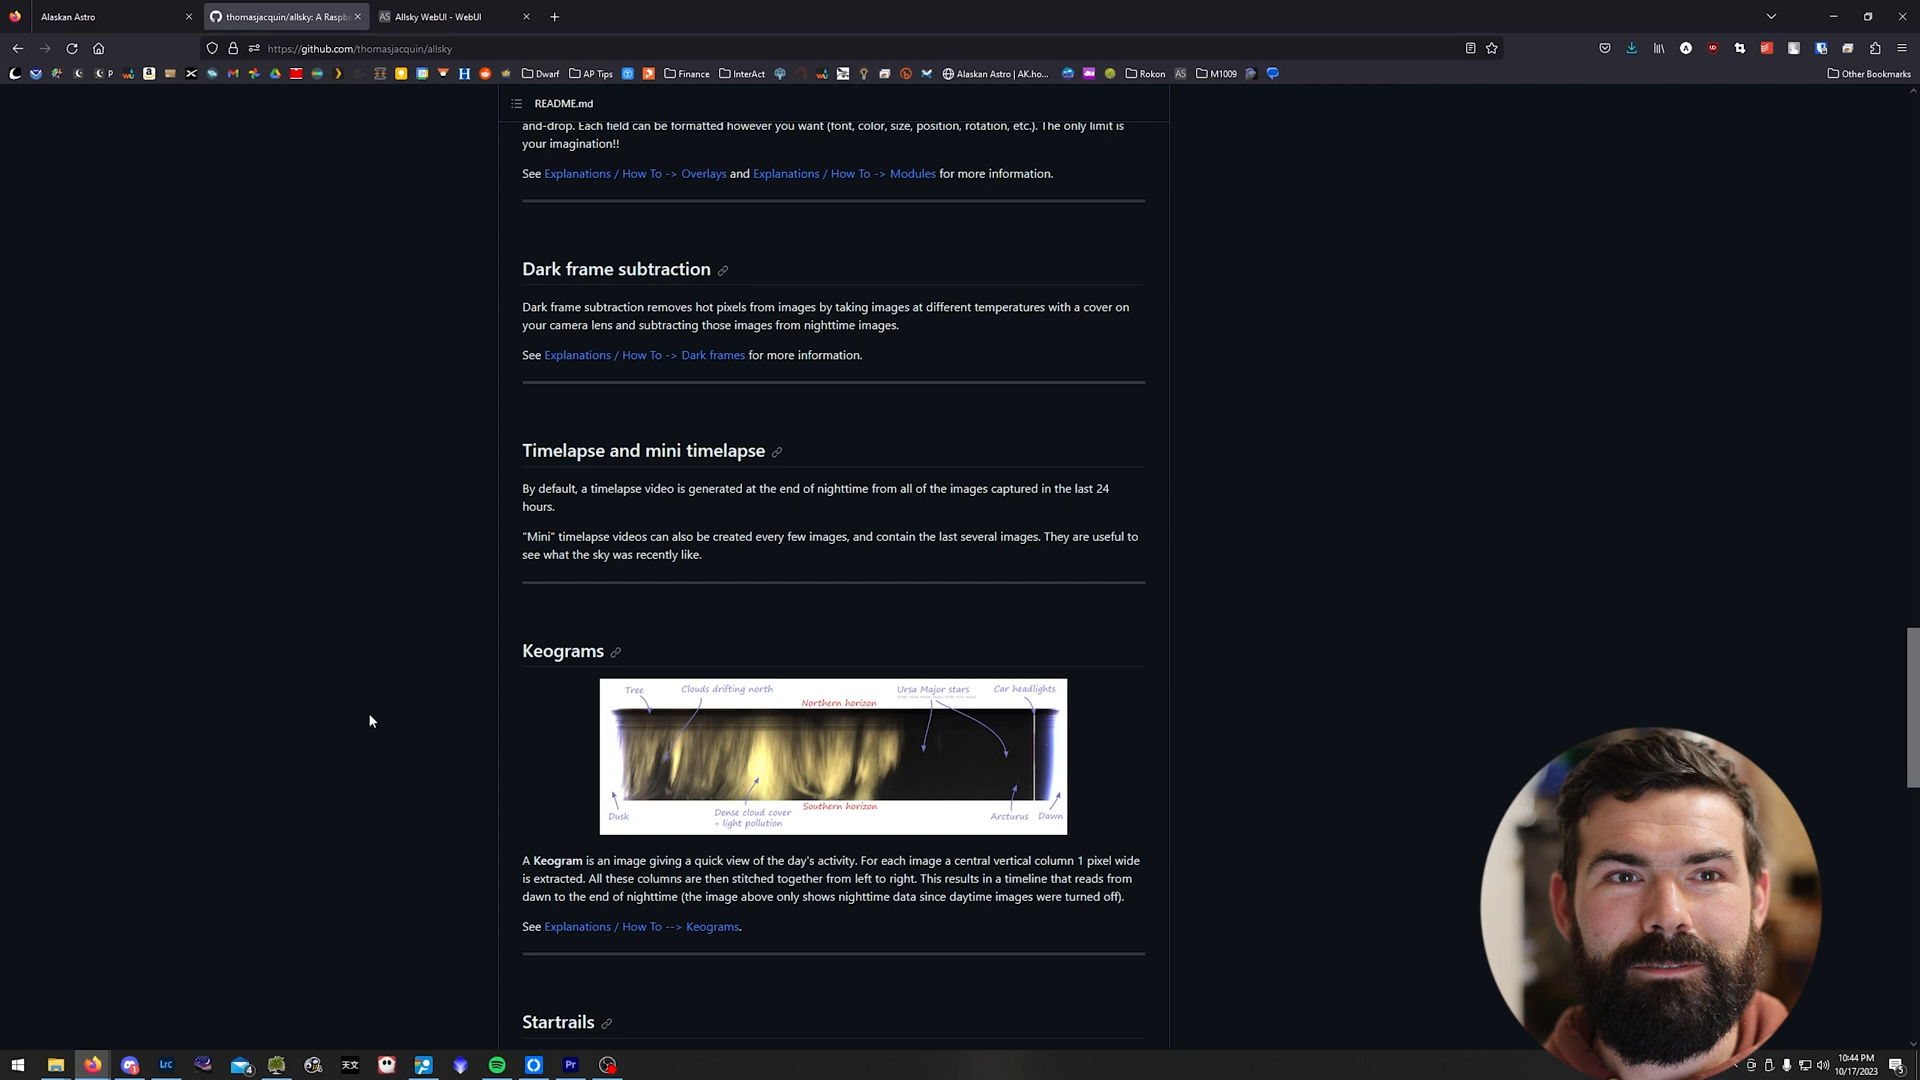 Alaskan Astro
thomasjacquin/allsky: A Raspb
AS Allsky WebUI - WebUI
https://github.com/thomasjacquin/allsky
P
H
Dwarf
AP Tips
Finance
InterAct
Alaskan Astro | AK.ho...
Rokon
AS
M1009
Other Bookmarks
README.md
and-drop. Each field can be formatted however you want (font, color, size, position, rotation, etc.). The only limit is
your imagination!!
See Explanations / How To -> Overlays and Explanations / How To -> Modules for more information.
Dark frame subtraction
Dark frame subtraction removes hot pixels from images by taking images at different temperatures with a cover on
your camera lens and subtracting those images from nighttime images.
See Explanations / How To -> Dark frames for more information.
Timelapse and mini timelapse
By default, a timelapse video is generated at the end of nighttime from all of the images captured in the last 24
hours.
"Mini" timelapse videos can also be created every few images, and contain the last several images. They are useful to
see what the sky was recently like.
Keograms
Tree
Clouds drifting north
Ursa Major stars
Car headlights
Northern horizon
Southern horizon
Dusk
Dense cloud cover
+ light pollution
Arcturus
Dawn
A Keogram is an image giving a quick view of the day's activity. For each image a central vertical column 1 pixel wide
is extracted. All these columns are then stitched together from left to right. This results in a timeline that reads from
dawn to the end of nighttime (the image above only shows nighttime data since daytime images were turned off).
See Explanations / How To --> Keograms.
Startrails
Lrc
4
天文
Pr
10:44 PM
10/17/2023
5